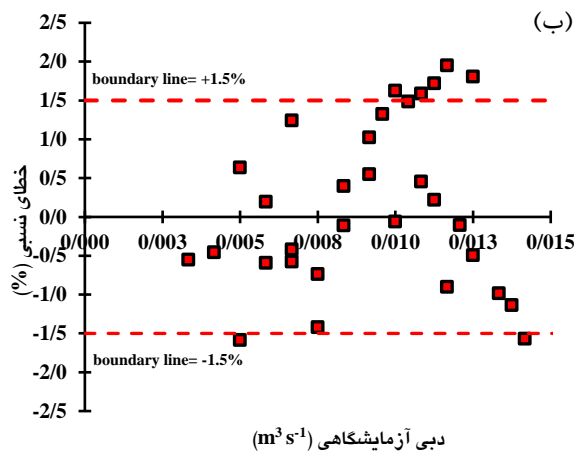 (ب)
2/5
2/0
boundary line= +1.5%
1/5
1/0
0/5
0/0
-0/5
-1/0
-1/5
boundary line= -1.5%
-2/0
-2/5
0/000 0/003 0/005 0/008 0/010 0/013 0/015
خطای نسبی (%)
دبی آزمایشگاهی (m³ s⁻¹)